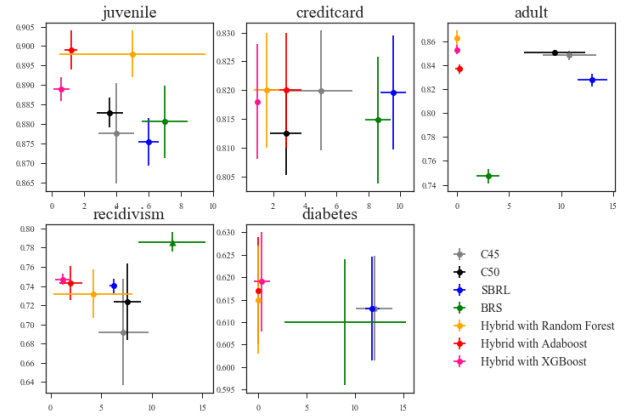 juvenile
creditcard
adult
0.905
0.900
0.895
0.890
0.885
0.880
0.875
0.870
0.865
0 2 4 6 8 10
0.830
0.825
0.820
0.815
0.810
0.805
0 2 4 6 8 10
0.86
0.84
0.82
0.80
0.78
0.76
0.74
0 5 10 15
recidivism
diabetes
0.80
0.78
0.76
0.74
0.72
0.70
0.68
0.66
0.64
0 5 10 15
0.630
0.625
0.620
0.615
0.610
0.605
0.600
0.595
0 5 10 15
C45
C50
SBRL
BRS
Hybrid with Random Forest
Hybrid with Adaboost
Hybrid with XGBoost